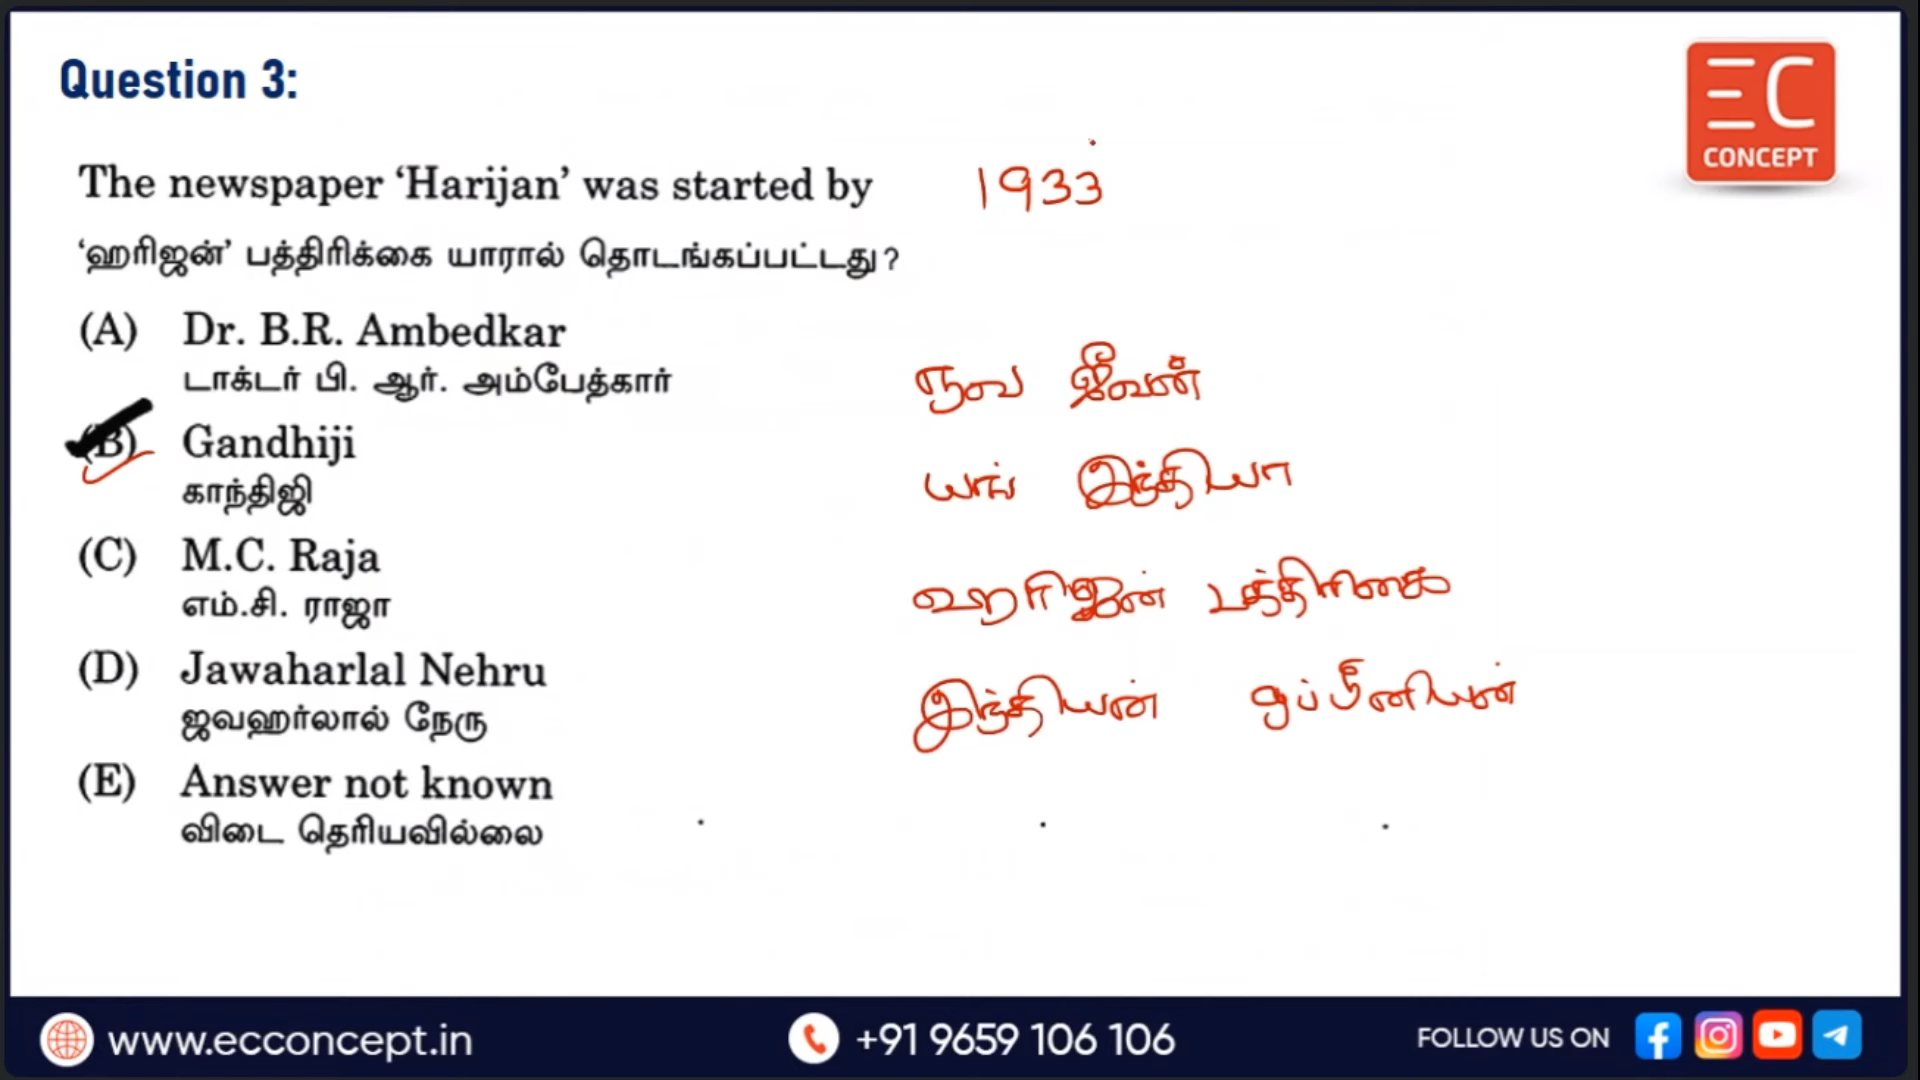 Question 3:
EC
CONCEPT
The newspaper ‘Harijan’ was started by
1933
‘ஹரிஜன்’ பத்திரிக்கை யாரால் தொடங்கப்பட்டது?
(A) Dr. B.R. Ambedkar
டாக்டர் பி. ஆர். அம்பேத்கார்
நவ ஜீவன்
(B) Gandhiji
காந்திஜி
யங் இந்தியா
(C) M.C. Raja
எம்.சி. ராஜா
ஹரிஜன் பத்திரிகை
(D) Jawaharlal Nehru
ஜவஹர்லால் நேரு
இந்தியன் ஒப்பீனியன்
(E) Answer not known
விடை தெரியவில்லை
www.ecconcept.in
+91 9659 106 106
FOLLOW US ON